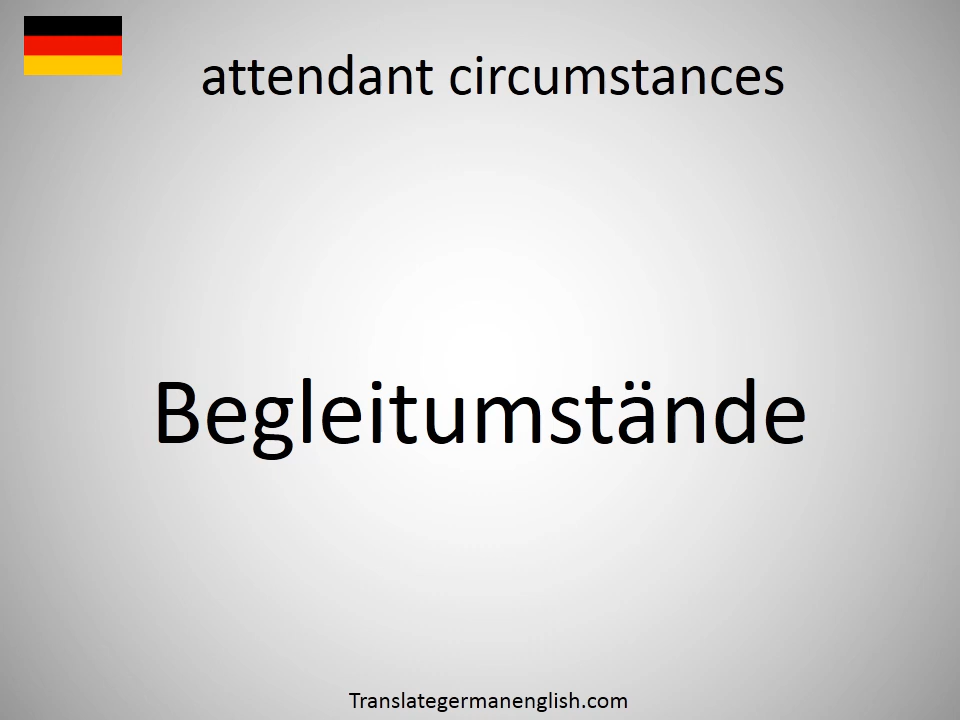 attendant circumstances
Begleitumstände
Translategermanenglish.com